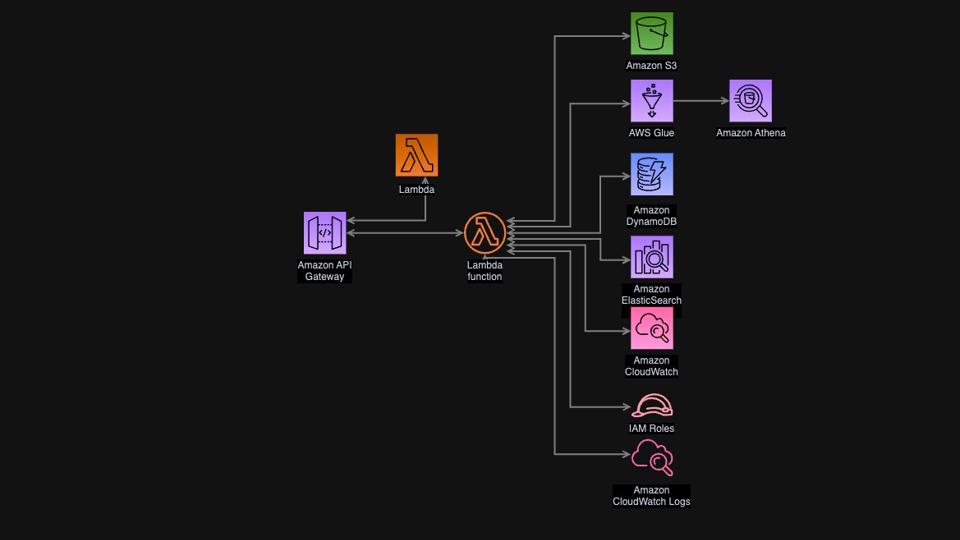 Amazon S3
AWS Glue
Amazon Athena
Lambda
Amazon
DynamoDB
Amazon API
Gateway
Lambda
function
Amazon
ElasticSearch
Amazon
CloudWatch
IAM Roles
Amazon
CloudWatch Logs